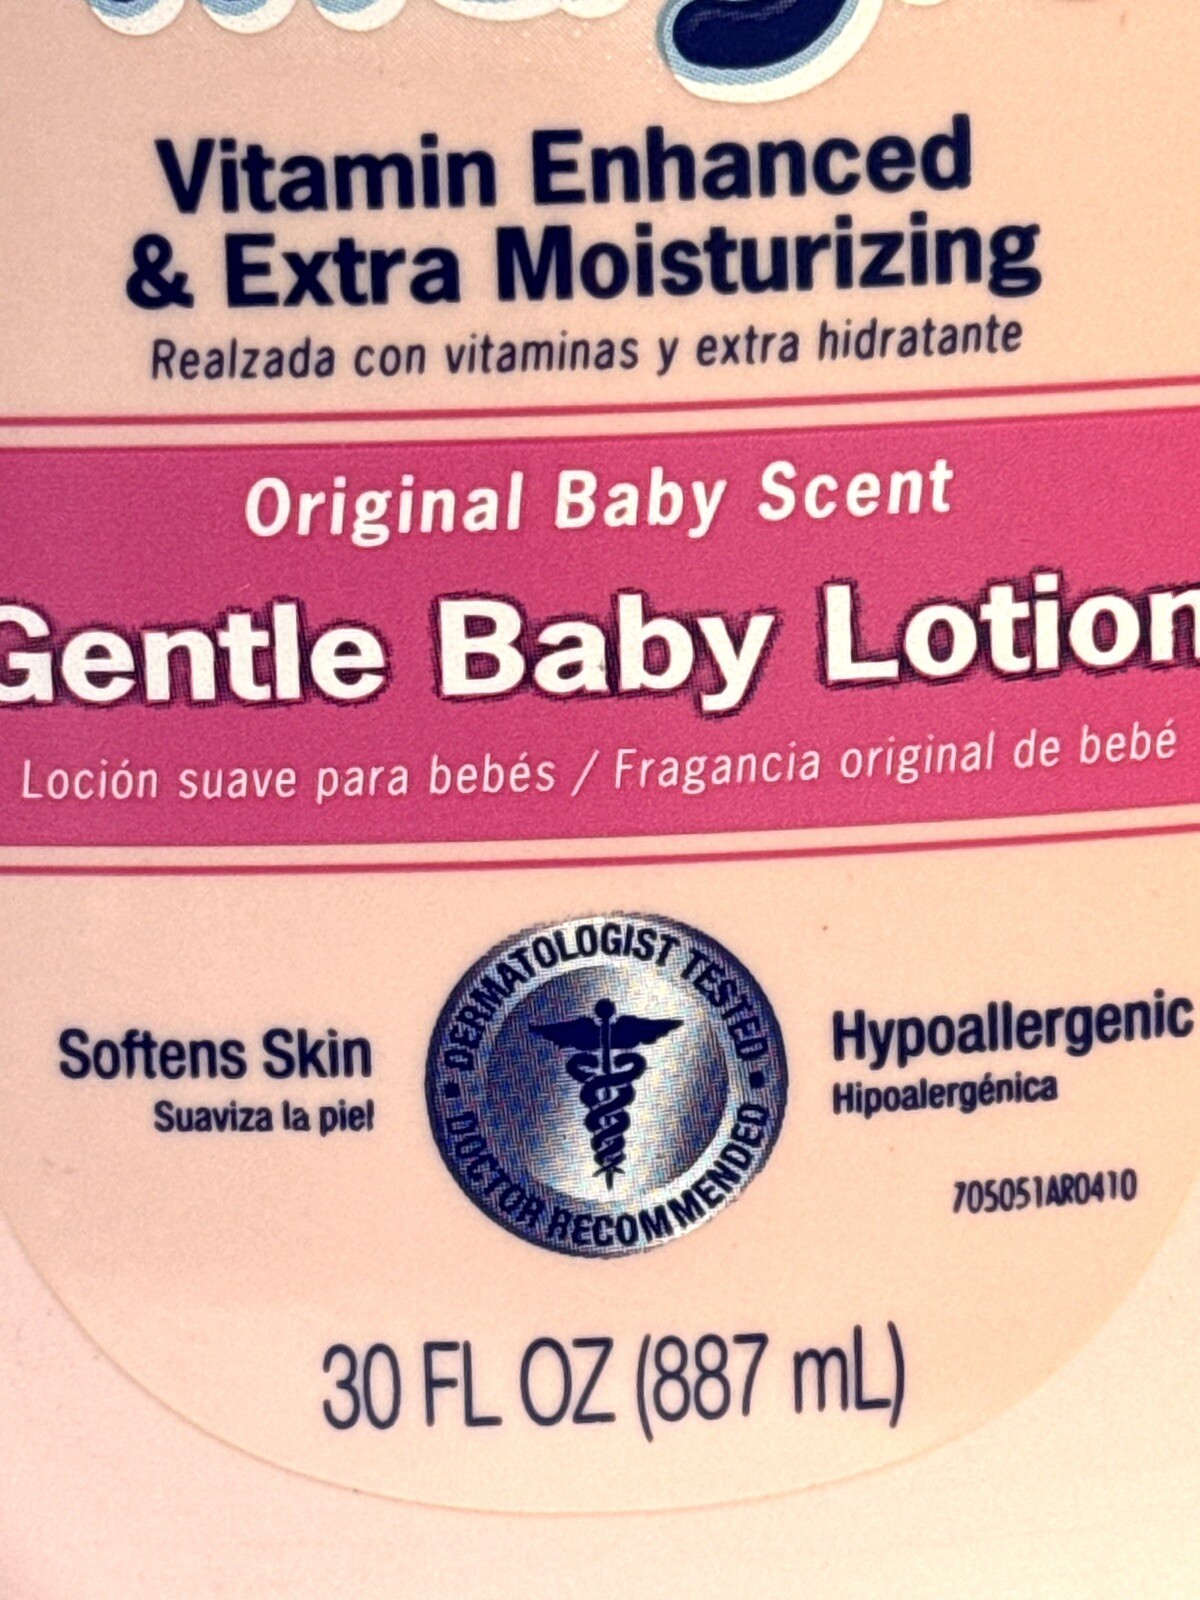 Vitamin Enhanced
& Extra Moisturizing
Realzada con vitaminas y extra hidratante
Original Baby Scent
Gentle Baby Lotion
Loción suave para bebés / Fragancia original de bebé
DERMATOLOGIST TESTED
DOCTOR RECOMMENDED
Softens Skin
Suaviza la piel
Hypoallergenic
Hipoalergénica
705051AR0410
30 FL OZ (887 mL)